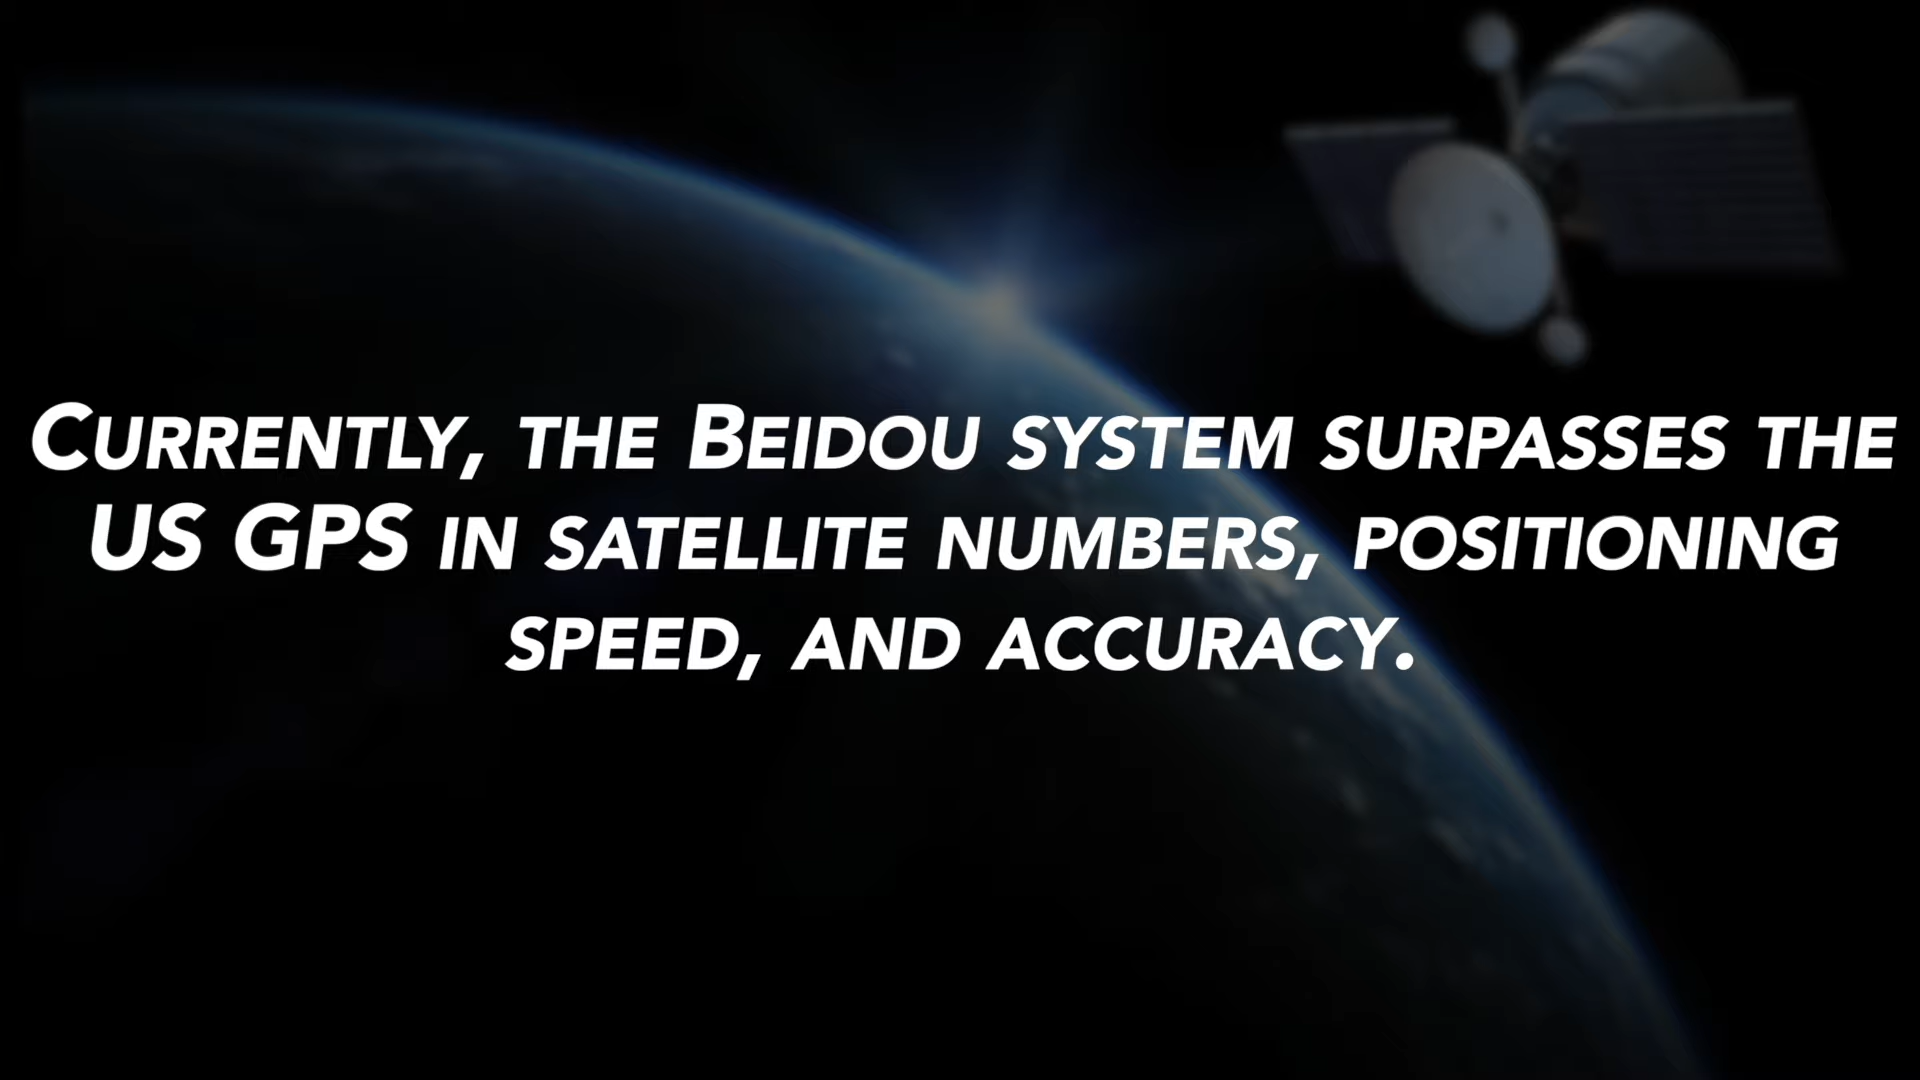 Currently, the Beidou system surpasses the
US GPS in satellite numbers, positioning
speed, and accuracy.